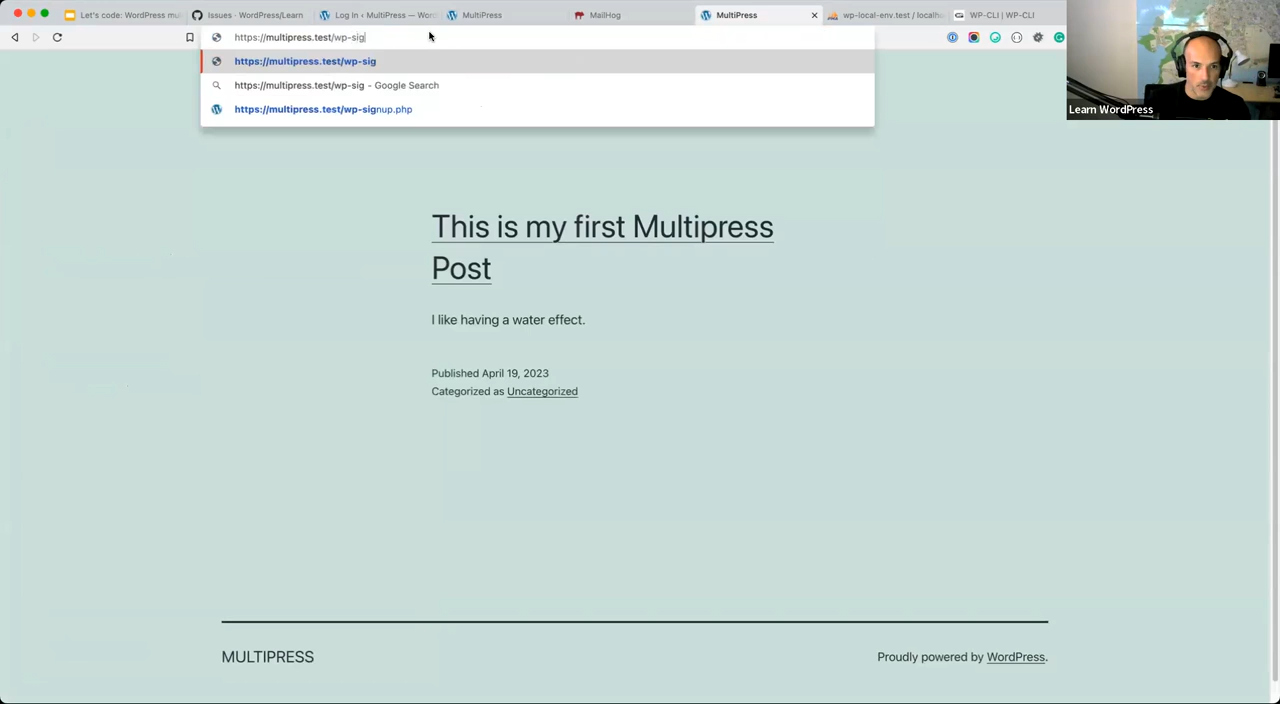 Let's code: WordPress mu
Issues · WordPress/Learn
Log In ‹ MultiPress — Wor
MultiPress
MailHog
MultiPress
wp-local-env.test / localh
WP-CLI | WP-CLI
https://multipress.test/wp-sig
https://multipress.test/wp-sig
https://multipress.test/wp-sig - Google Search
https://multipress.test/wp-signup.php
Learn WordPress
This is my first Multipress
Post
I like having a water effect.
Published April 19, 2023
Categorized as Uncategorized
MULTIPRESS
Proudly powered by WordPress.